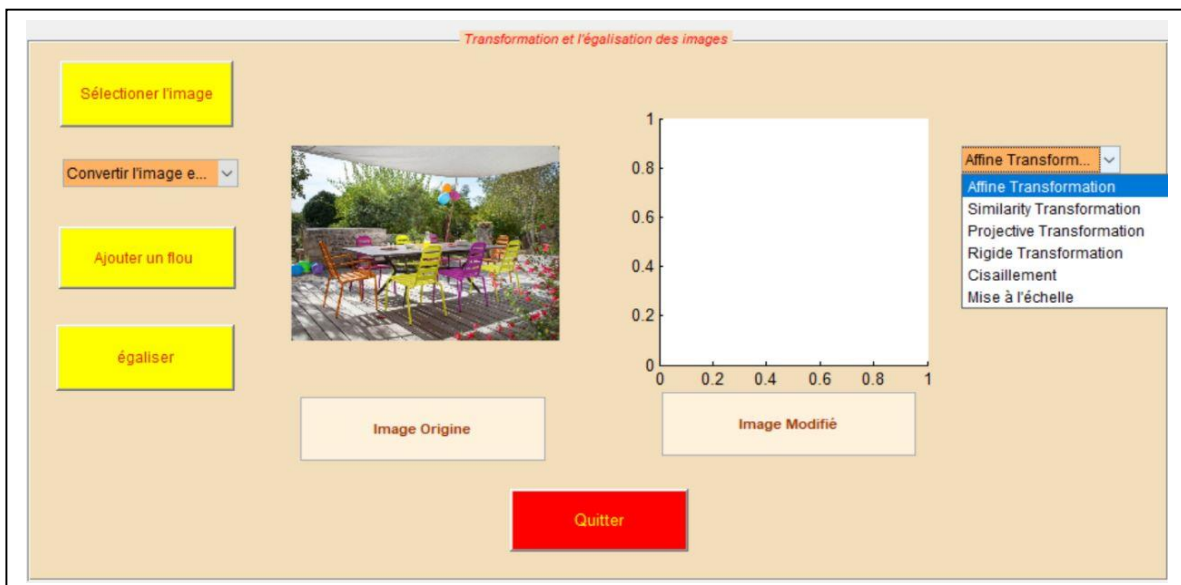 Transformation et l'égalisation des images
Sélectioner l'image
Convertir l'image e...
Ajouter un flou
égaliser
Image Origine
1
0.8
0.6
0.4
0.2
0
0 0.2 0.4 0.6 0.8 1
Image Modifié
Affine Transform...
Affine Transformation
Similarity Transformation
Projective Transformation
Rigide Transformation
Cisaillement
Mise à l'échelle
Quitter